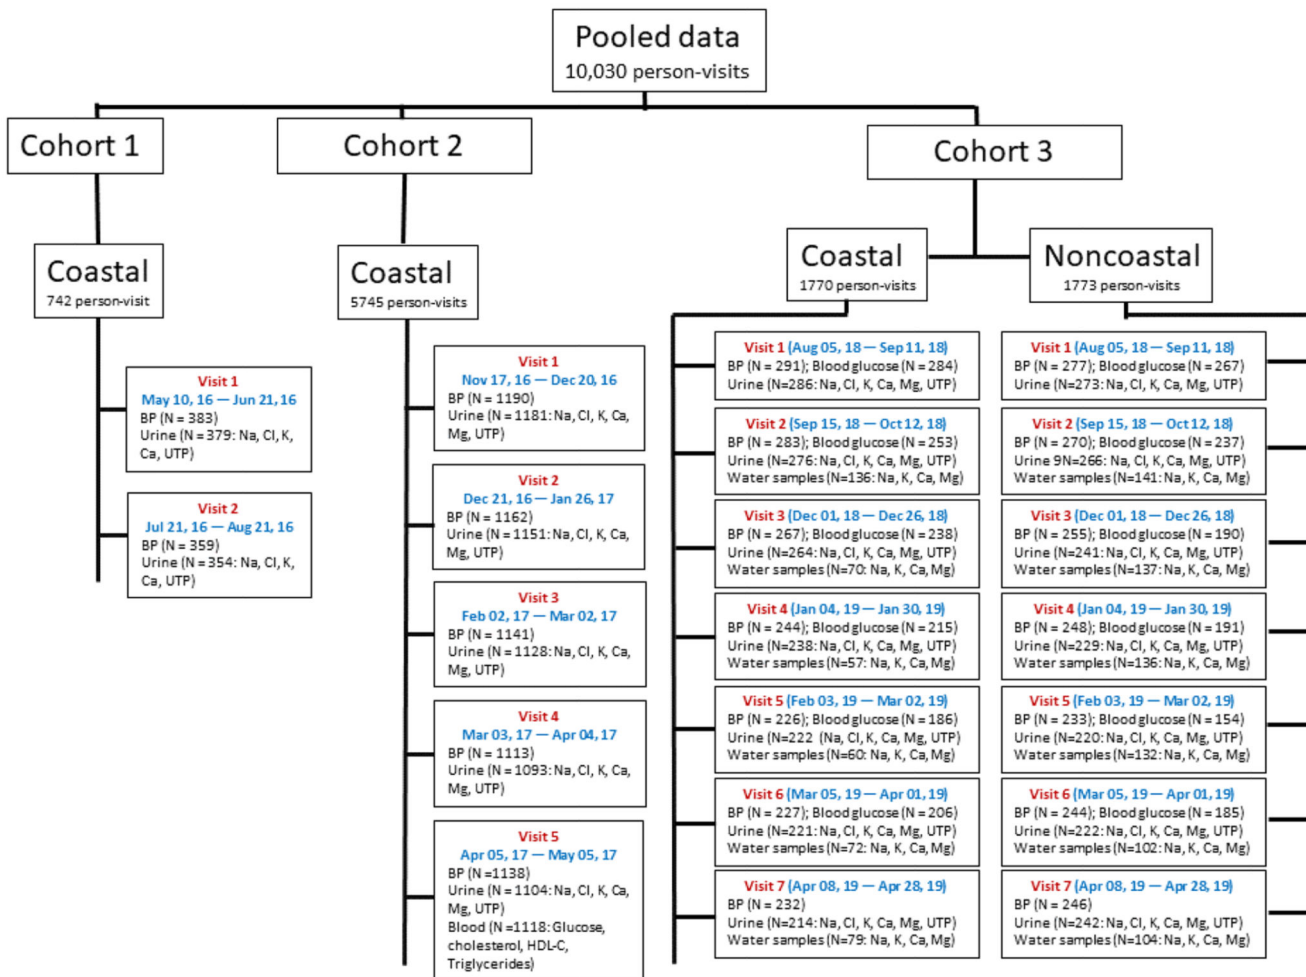 Pooled data
10,030 person-visits
Cohort 1
Cohort 2
Cohort 3
Coastal
742 person-visit
Coastal
5745 person-visits
Coastal
1770 person-visits
Noncoastal
1773 person-visits
Visit 1
May 10, 16 — Jun 21, 16
BP (N = 383)
Urine (N = 379: Na, Cl, K,
Ca, UTP)
Visit 2
Jul 21, 16 — Aug 21, 16
BP (N = 359)
Urine (N = 354: Na, Cl, K,
Ca, UTP)
Visit 1
Nov 17, 16 — Dec 20, 16
BP (N = 1190)
Urine (N = 1181: Na, Cl, K, Ca,
Mg, UTP)
Visit 2
Dec 21, 16 — Jan 26, 17
BP (N = 1162)
Urine (N = 1151: Na, Cl, K, Ca,
Mg, UTP)
Visit 3
Feb 02, 17 — Mar 02, 17
BP (N = 1141)
Urine (N = 1128: Na, Cl, K, Ca,
Mg, UTP)
Visit 4
Mar 03, 17 — Apr 04, 17
BP (N = 1113)
Urine (N = 1093: Na, Cl, K, Ca,
Mg, UTP)
Visit 5
Apr 05, 17 — May 05, 17
BP (N =1138)
Urine (N = 1104: Na, Cl, K, Ca,
Mg, UTP)
Blood (N =1118: Glucose,
cholesterol, HDL-C,
Triglycerides)
Visit 1 (Aug 05, 18 — Sep 11, 18)
BP (N = 291); Blood glucose (N = 284)
Urine (N=286: Na, Cl, K, Ca, Mg, UTP)
Visit 2 (Sep 15, 18 — Oct 12, 18)
BP (N = 283); Blood glucose (N = 253)
Urine (N=276: Na, Cl, K, Ca, Mg, UTP)
Water samples (N=136: Na, K, Ca, Mg)
Visit 3 (Dec 01, 18 — Dec 26, 18)
BP (N = 267); Blood glucose (N = 238)
Urine (N=264: Na, Cl, K, Ca, Mg, UTP)
Water samples (N=70: Na, K, Ca, Mg)
Visit 4 (Jan 04, 19 — Jan 30, 19)
BP (N = 244); Blood glucose (N = 215)
Urine (N=238: Na, Cl, K, Ca, Mg, UTP)
Water samples (N=57: Na, K, Ca, Mg)
Visit 5 (Feb 03, 19 — Mar 02, 19)
BP (N = 226); Blood glucose (N = 186)
Urine (N=222 (Na, Cl, K, Ca, Mg, UTP)
Water samples (N=60: Na, K, Ca, Mg)
Visit 6 (Mar 05, 19 — Apr 01, 19)
BP (N = 227); Blood glucose (N = 206)
Urine (N=221: Na, Cl, K, Ca, Mg, UTP)
Water samples (N=72: Na, K, Ca, Mg)
Visit 7 (Apr 08, 19 — Apr 28, 19)
BP (N = 232)
Urine (N=214: Na, Cl, K, Ca, Mg, UTP)
Water samples (N=79: Na, K, Ca, Mg)
Visit 1 (Aug 05, 18 — Sep 11, 18)
BP (N = 277); Blood glucose (N = 267)
Urine (N=273: Na, Cl, K, Ca, Mg, UTP)
Visit 2 (Sep 15, 18 — Oct 12, 18)
BP (N = 270); Blood glucose (N = 237)
Urine 9N=266: Na, Cl, K, Ca, Mg, UTP)
Water samples (N=141: Na, K, Ca, Mg)
Visit 3 (Dec 01, 18 — Dec 26, 18)
BP (N = 255); Blood glucose (N = 190)
Urine (N=241: Na, Cl, K, Ca, Mg, UTP)
Water samples (N=137: Na, K, Ca, Mg)
Visit 4 (Jan 04, 19 — Jan 30, 19)
BP (N = 248); Blood glucose (N = 191)
Urine (N=229: Na, Cl, K, Ca, Mg, UTP)
Water samples (N=136: Na, K, Ca, Mg)
Visit 5 (Feb 03, 19 — Mar 02, 19)
BP (N = 233); Blood glucose (N = 154)
Urine (N=220: Na, Cl, K, Ca, Mg, UTP)
Water samples (N=132: Na, K, Ca, Mg)
Visit 6 (Mar 05, 19 — Apr 01, 19)
BP (N = 244); Blood glucose (N = 185)
Urine (N=222: Na, Cl, K, Ca, Mg, UTP)
Water samples (N=102: Na, K, Ca, Mg)
Visit 7 (Apr 08, 19 — Apr 28, 19)
BP (N = 246)
Urine (N=242: Na, Cl, K, Ca, Mg, UTP)
Water samples (N=104: Na, K, Ca, Mg)